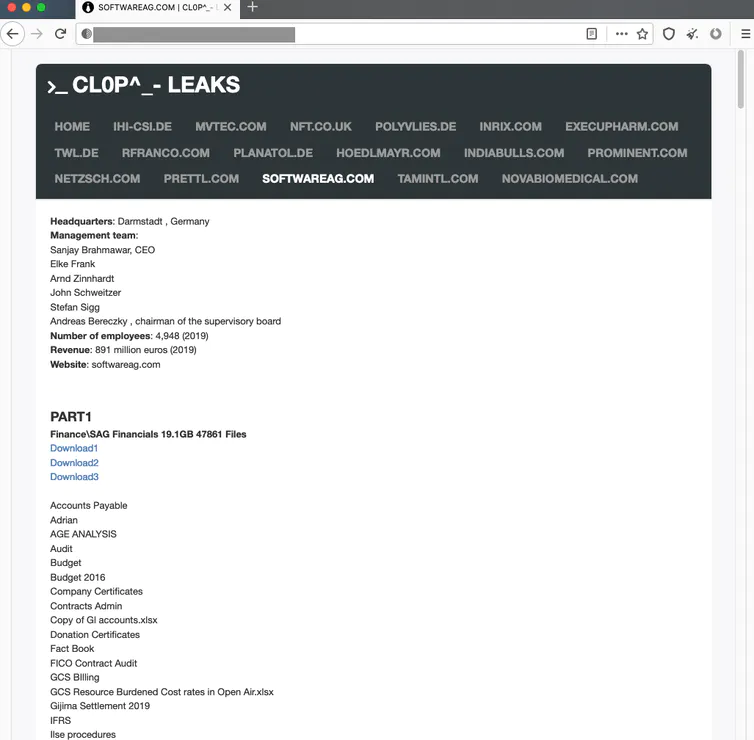 SOFTWAREAG.COM | CL0P^_- L
>_ CL0P^_- LEAKS
HOME IHI-CSI.DE MVTEC.COM NFT.CO.UK POLYVLIES.DE INRIX.COM EXECUPHARM.COM
TWL.DE RFRANCO.COM PLANATOL.DE HOEDLMAYR.COM INDIABULLS.COM PROMINENT.COM
NETZSCH.COM PRETTL.COM SOFTWAREAG.COM TAMINTL.COM NOVABIOMEDICAL.COM
Headquarters: Darmstadt , Germany
Management team:
Sanjay Brahmawar, CEO
Elke Frank
Arnd Zinnhardt
John Schweitzer
Stefan Sigg
Andreas Bereczky , chairman of the supervisory board
Number of employees: 4,948 (2019)
Revenue: 891 million euros (2019)
Website: softwareag.com
PART1
Finance\SAG Financials 19.1GB 47861 Files
Download1
Download2
Download3
Accounts Payable
Adrian
AGE ANALYSIS
Audit
Budget
Budget 2016
Company Certificates
Contracts Admin
Copy of Gl accounts.xlsx
Donation Certificates
Fact Book
FICO Contract Audit
GCS BIlling
GCS Resource Burdened Cost rates in Open Air.xlsx
Gijima Settlement 2019
IFRS
Ilse procedures